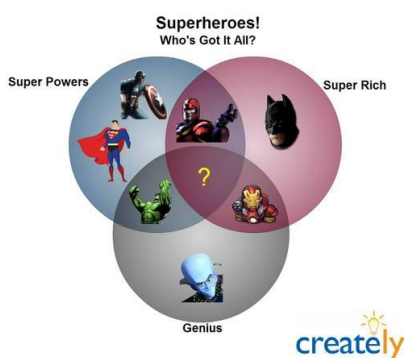 Superheroes!
Who's Got It All?
Super Powers
Super Rich
?
Genius
creately